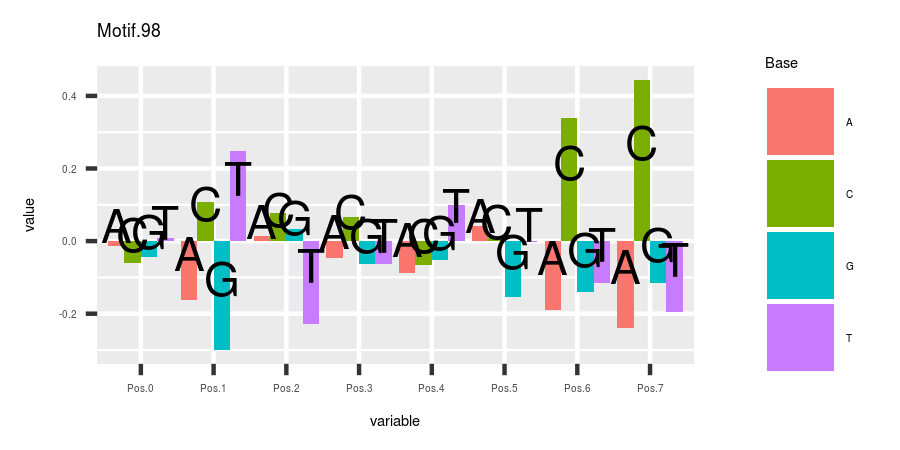 Motif.98
value
0.4
0.2
0.0
-0.2
A C G T A C G T A C G T A C G T A C G T A C G T A C G T A C G T
Pos.0 Pos.1 Pos.2 Pos.3 Pos.4 Pos.5 Pos.6 Pos.7
variable
Base
A
C
G
T